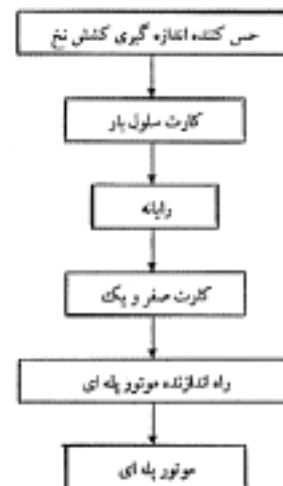 حس کننده اندازه گیری کشش نخ
کارت سلول بار
رایانه
کارت صفر و یک
راه اندازنده موتور پله ای
موتور پله ای